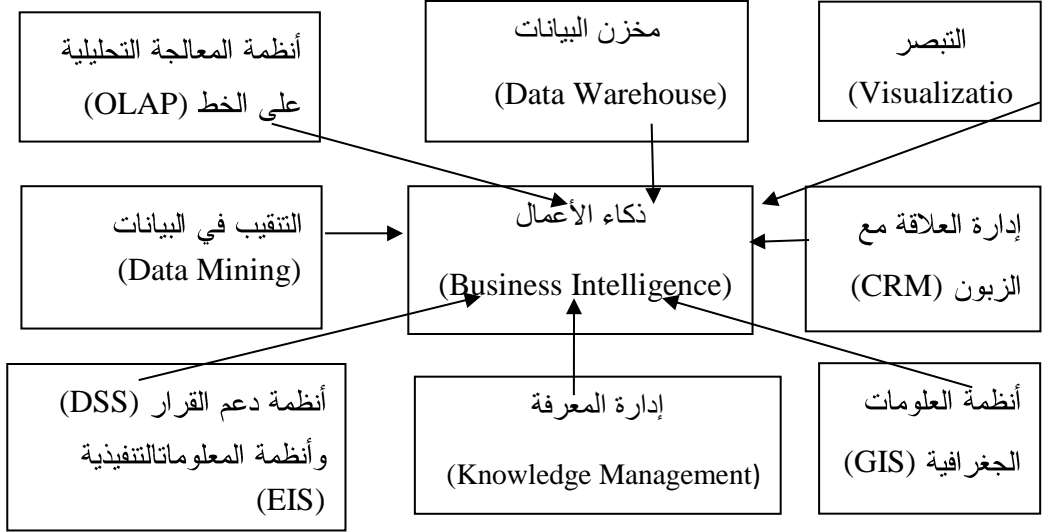 التبصر
(Visualizatio
مخزن البيانات
(Data Warehouse)
أنظمة المعالجة التحليلية
على الخط (OLAP)
إدارة العلاقة مع
الزبون (CRM)
ذكاء الأعمال
(Business Intelligence)
التنقيب في البيانات
(Data Mining)
أنظمة العلومات
الجغرافية (GIS)
إدارة المعرفة
(Knowledge Management)
أنظمة دعم القرار (DSS)
وأنظمة المعلوماتالتنفيذية
(EIS)